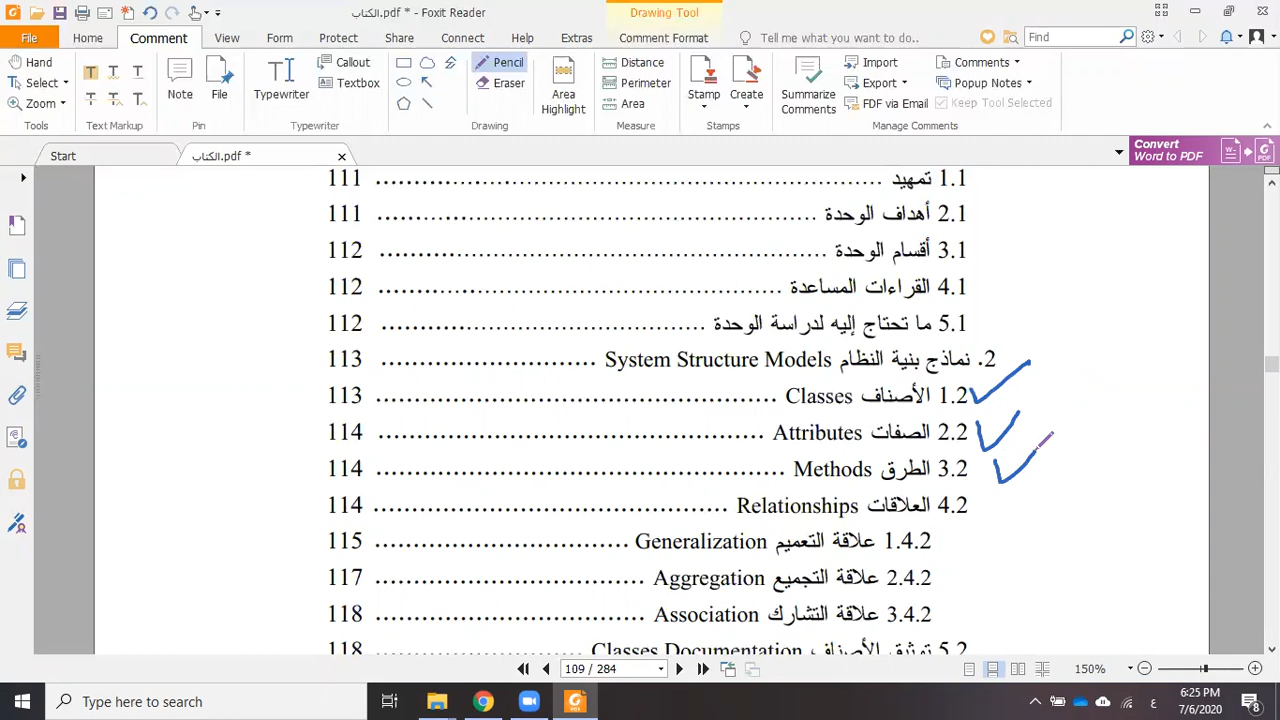 الكتاب.pdf * - Foxit Reader
Drawing Tool
File Home Comment View Form Protect Share Connect Help Extras Comment Format Tell me what you want to do... Find
Hand Select Zoom Tools
Text Markup
Note File Pin
Typewriter Callout Textbox Typewriter
Pencil Eraser Area Highlight Drawing
Distance Perimeter Area Measure
Stamp Create Stamps
Summarize Comments Import Export FDF via Email Comments Popup Notes Keep Tool Selected Manage Comments
Start الكتاب.pdf * Convert Word to PDF
1.1 تمهيد .......... 111
2.1 أهداف الوحدة .......... 111
3.1 أقسام الوحدة .......... 112
4.1 القراءات المساعدة .......... 112
5.1 ما تحتاج إليه لدراسة الوحدة .......... 112
2. نماذج بنية النظام System Structure Models .......... 113
1.2 الأصناف Classes .......... 113
2.2 الصفات Attributes .......... 114
3.2 الطرق Methods .......... 114
4.2 العلاقات Relationships .......... 114
1.4.2 علاقة التعميم Generalization .......... 115
2.4.2 علاقة التجميع Aggregation .......... 117
3.4.2 علاقة التشارك Association .......... 118
5.2 توثيق الأصناف Classes Documentation .......... 118
109 / 284 150%
Type here to search ع 6:25 PM
7/6/2020 8